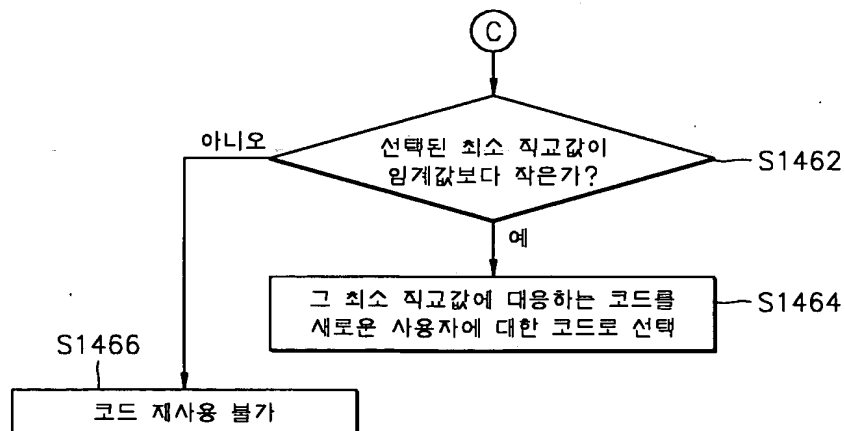 C
아니오
선택된 최소 직교값이
임계값보다 작은가?
S1462
예
그 최소 직교값에 대응하는 코드를
새로운 사용자에 대한 코드로 선택
S1464
S1466
코드 재사용 불가